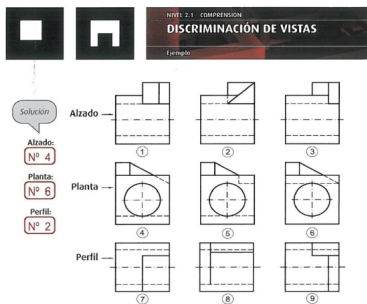 NIVEL 2.1 COMPRENSIÓN
DISCRIMINACIÓN DE VISTAS
Ejemplo
Solución
Alzado:
Nº 4
Planta:
Nº 6
Perfil:
Nº 2
Alzado
1
2
3
Planta
4
5
6
Perfil
7
8
9